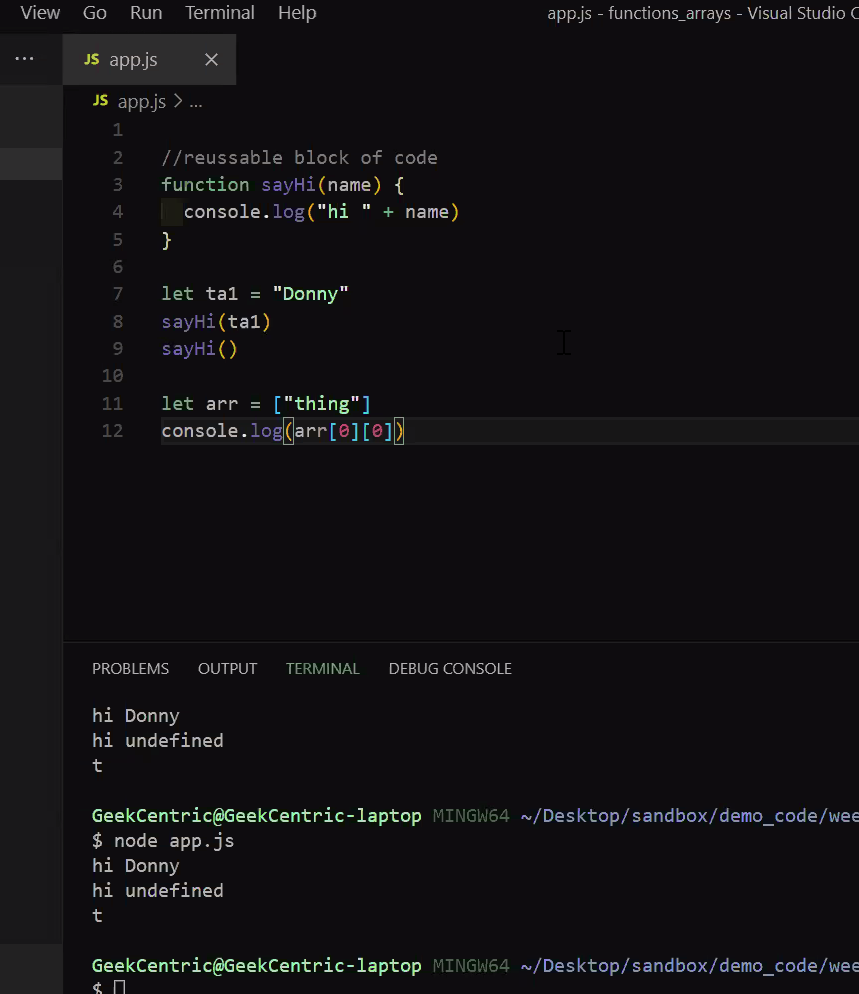 View Go Run Terminal Help app.js - functions_arrays - Visual Studio C
... JS app.js ×
JS app.js > ...
1
2 //reussable block of code
3 function sayHi(name) {
4   console.log("hi " + name)
5 }
6
7 let ta1 = "Donny"
8 sayHi(ta1)
9 sayHi()
10
11 let arr = ["thing"]
12 console.log(arr[0][0])
PROBLEMS OUTPUT TERMINAL DEBUG CONSOLE
hi Donny
hi undefined
t
GeekCentric@GeekCentric-laptop MINGW64 ~/Desktop/sandbox/demo_code/wee
$ node app.js
hi Donny
hi undefined
t
GeekCentric@GeekCentric-laptop MINGW64 ~/Desktop/sandbox/demo_code/wee
$